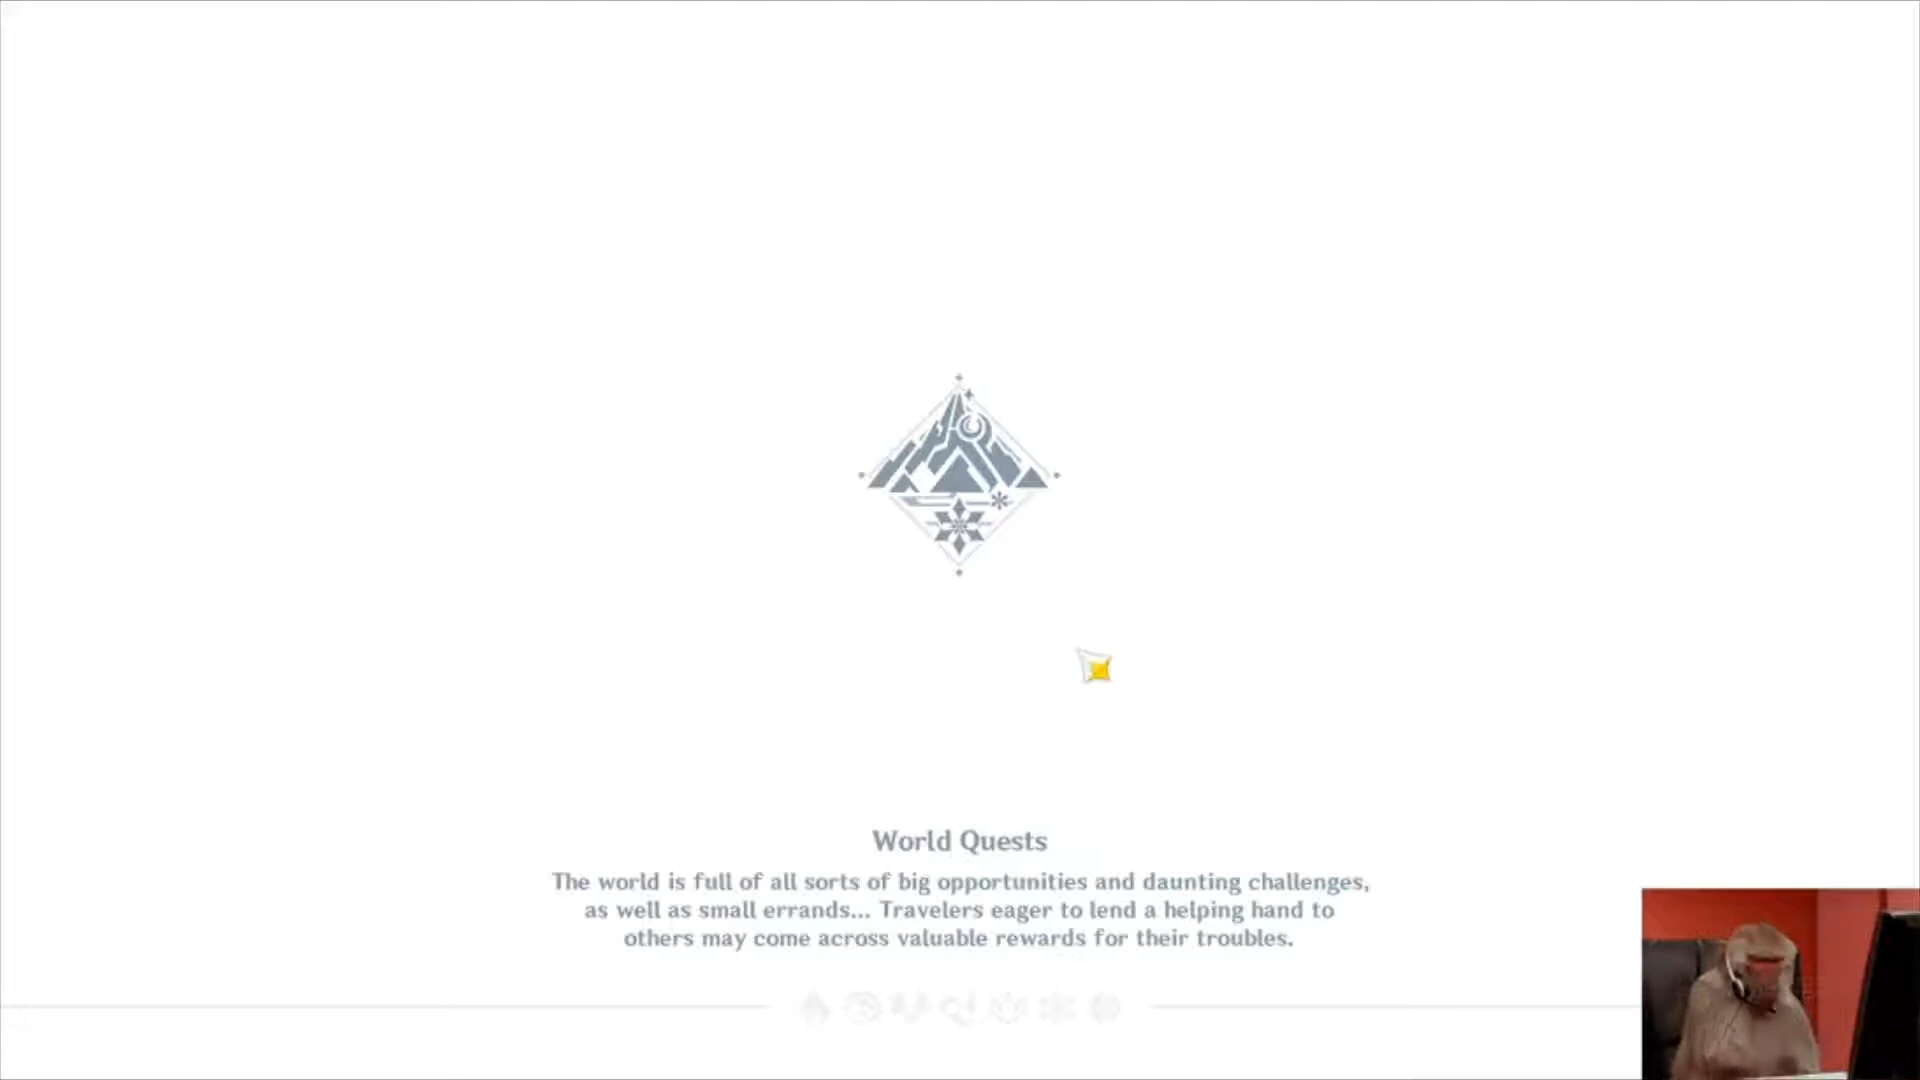 World Quests
The world is full of all sorts of big opportunities and daunting challenges,
as well as small errands... Travelers eager to lend a helping hand to
others may come across valuable rewards for their troubles.